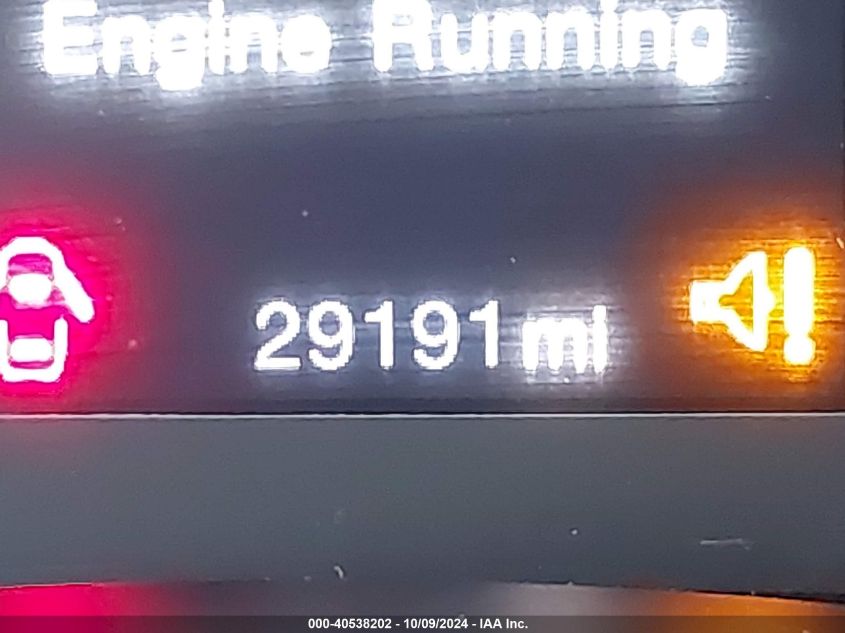 Engine Running
29191 mi
000-40538202 - 10/09/2024 - IAA Inc.